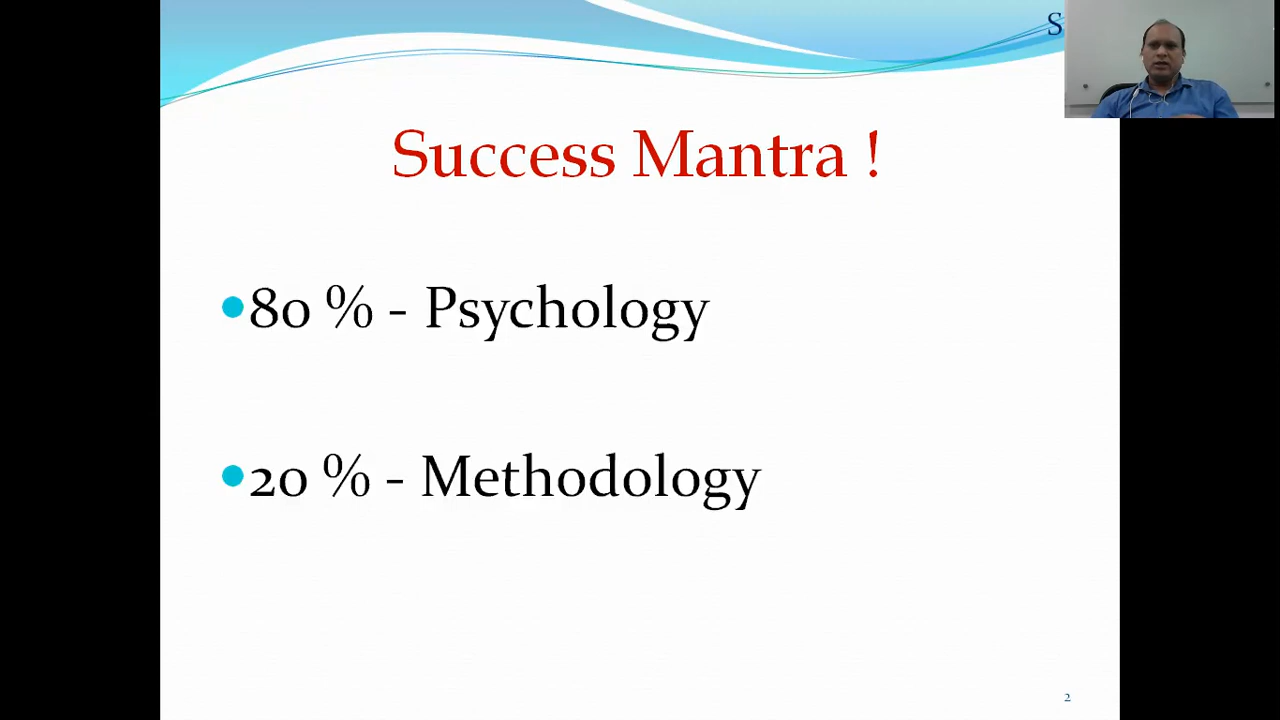 S
Success Mantra !
•80 % - Psychology
•20 % - Methodology
2